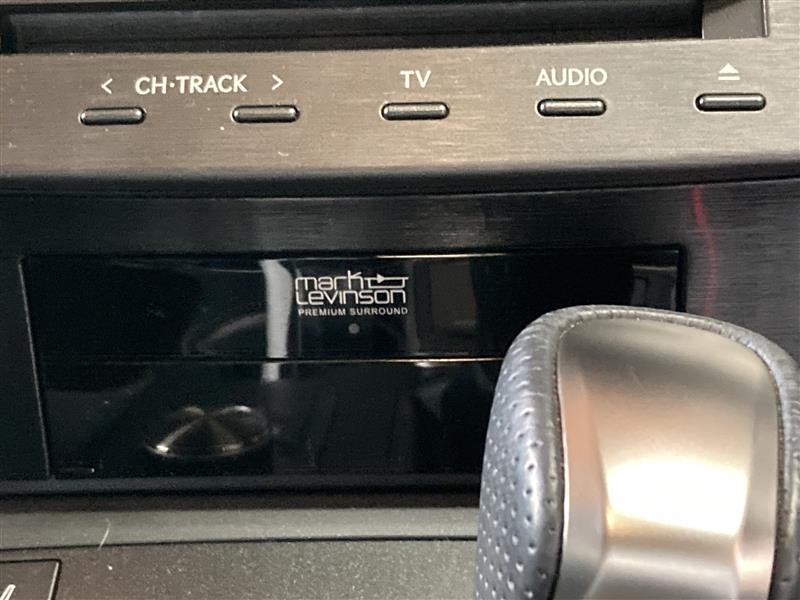 < CH·TRACK > TV AUDIO ⏏
mark
Levinson
PREMIUM SURROUND